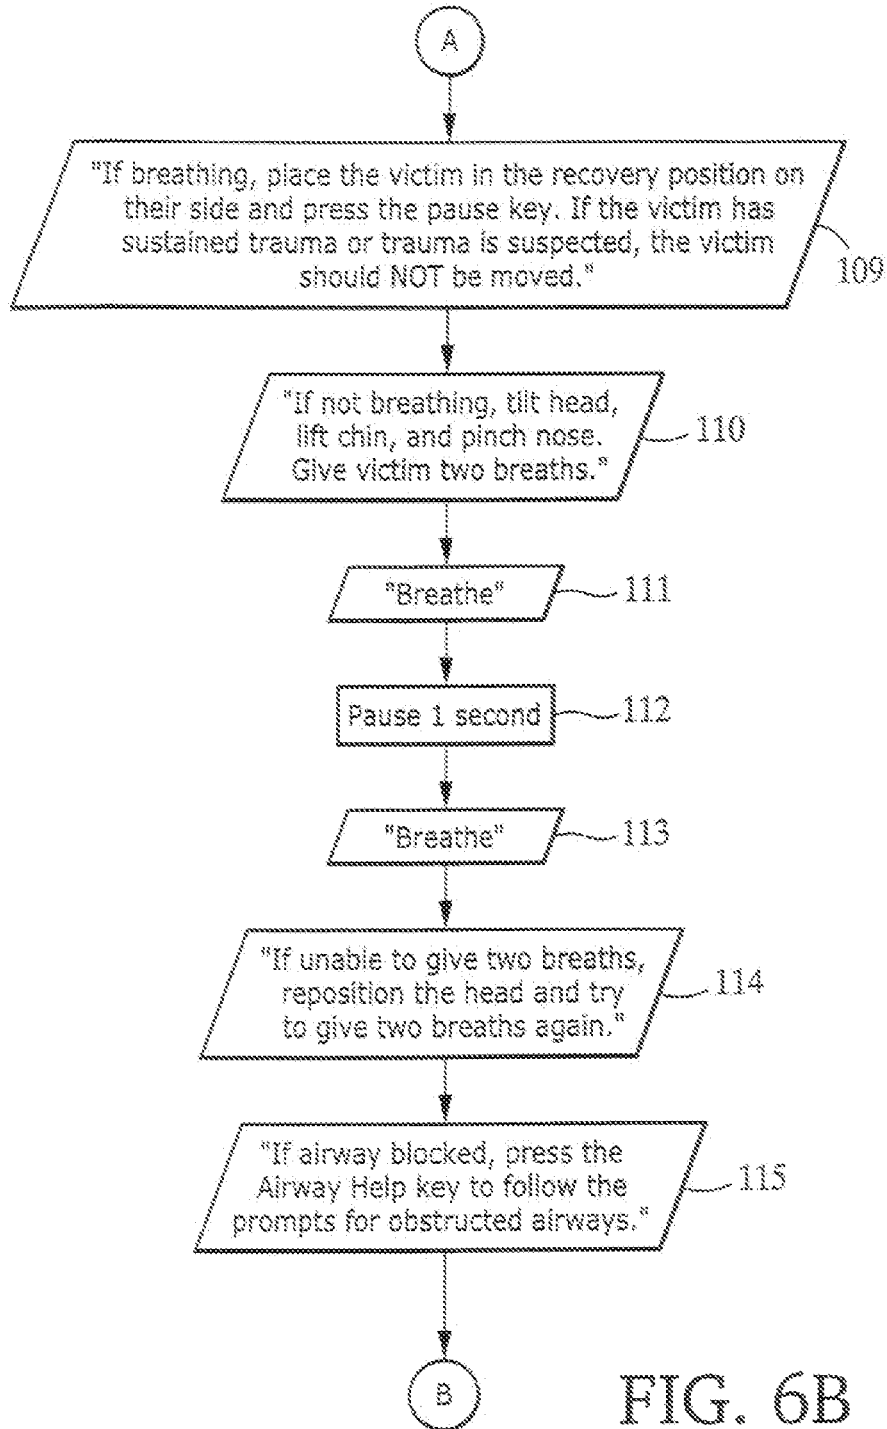 A
"If breathing, place the victim in the recovery position on
their side and press the pause key. If the victim has
sustained trauma or trauma is suspected, the victim
should NOT be moved."
109
"If not breathing, tilt head,
lift chin, and pinch nose.
Give victim two breaths."
110
"Breathe"
111
Pause 1 second
112
"Breathe"
113
"If unable to give two breaths,
reposition the head and try
to give two breaths again."
114
"If airway blocked, press the
Airway Help key to follow the
prompts for obstructed airways."
115
B
FIG. 6B